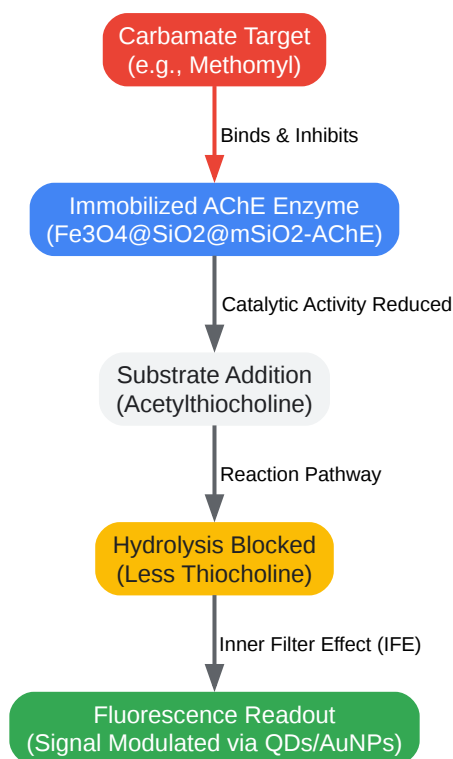 Carbamate Target
(e.g., Methomyl)
Binds & Inhibits
Immobilized AChE Enzyme
(Fe3O4@SiO2@mSiO2-AChE)
Catalytic Activity Reduced
Substrate Addition
(Acetylthiocholine)
Reaction Pathway
Hydrolysis Blocked
(Less Thiocholine)
Inner Filter Effect (IFE)
Fluorescence Readout
(Signal Modulated via QDs/AuNPs)